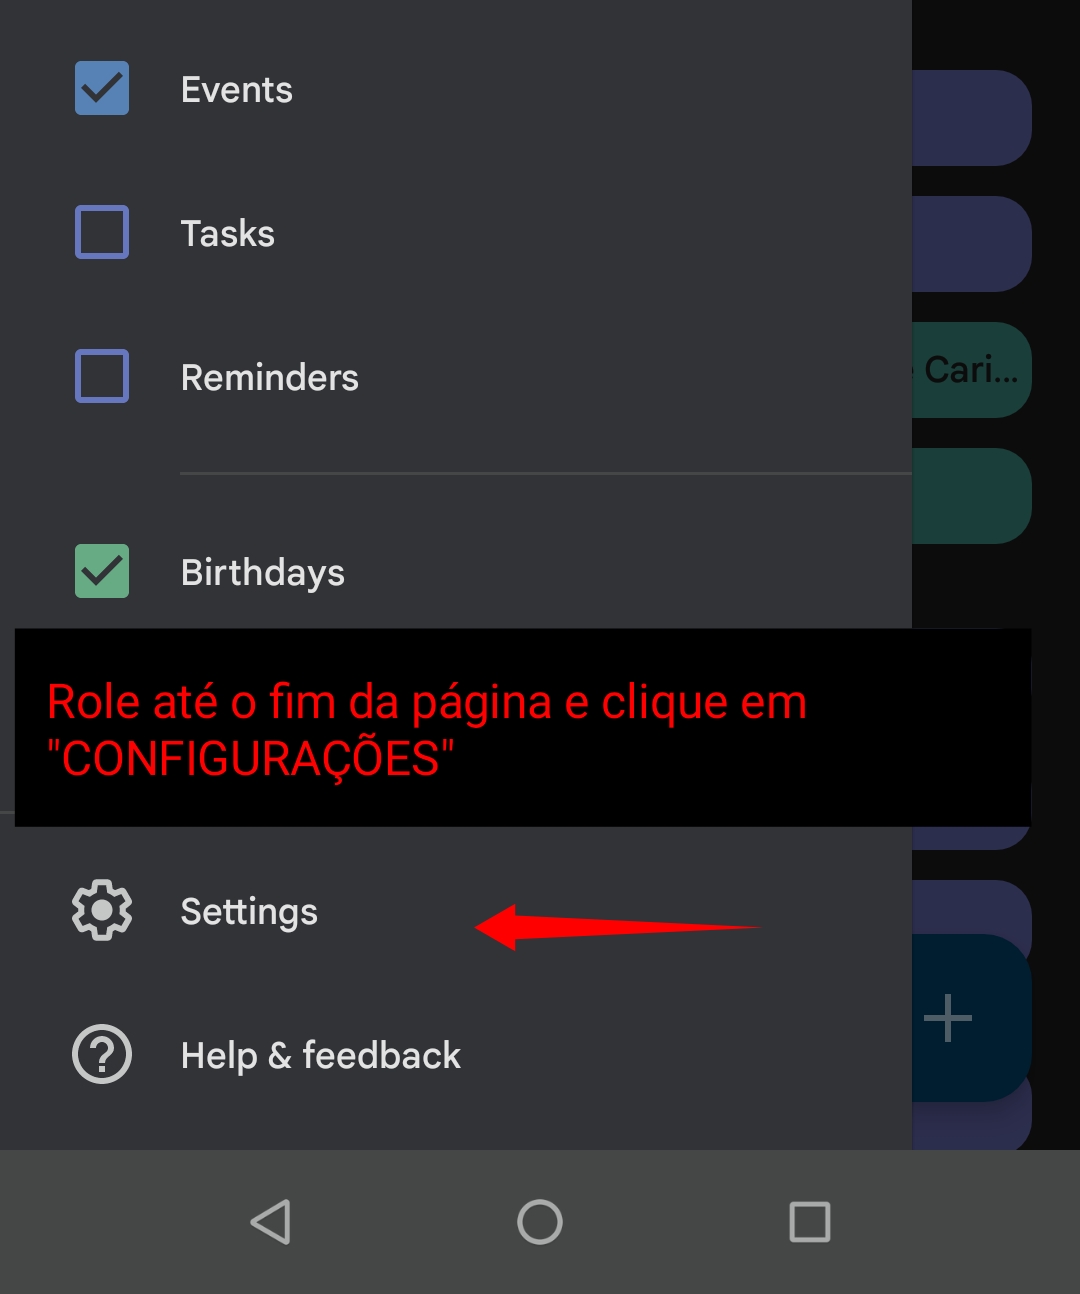 Events
Tasks
Reminders
Cari...
Birthdays
Role até o fim da página e clique em
"CONFIGURAÇÕES"
Settings
Help & feedback